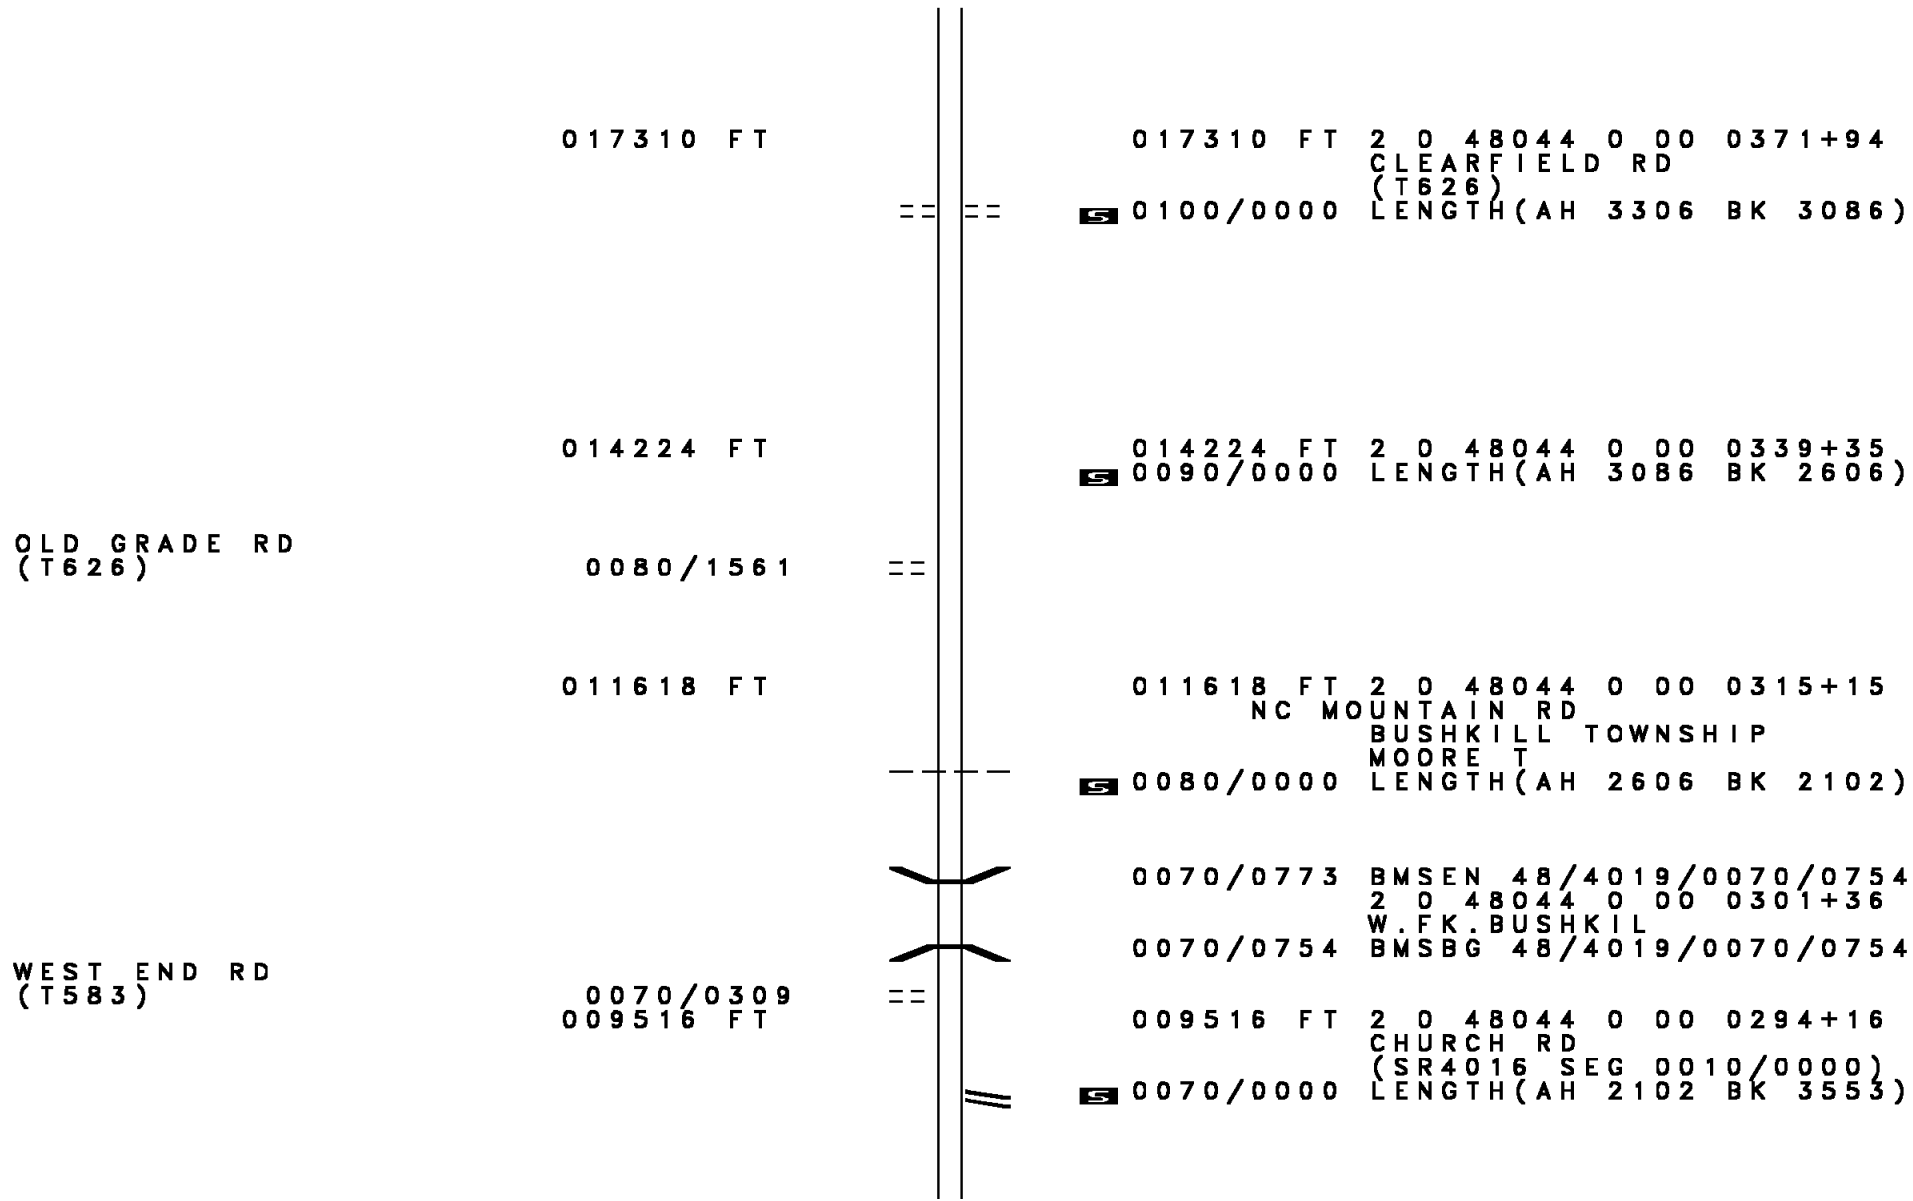 017310 FT 017310 FT 2 0 48044 0 00 0371+94
CLEARFIELD RD
(T626)
S 0100/0000 LENGTH(AH 3306 BK 3086)
014224 FT 014224 FT 2 0 48044 0 00 0339+35
S 0090/0000 LENGTH(AH 3086 BK 2606)
OLD GRADE RD
(T626) 0080/1561
011618 FT 011618 FT 2 0 48044 0 00 0315+15
NC MOUNTAIN RD
BUSHKILL TOWNSHIP
MOORE T
S 0080/0000 LENGTH(AH 2606 BK 2102)
0070/0773 BMSEN 48/4019/0070/0754
2 0 48044 0 00 0301+36
W.FK.BUSHKIL
0070/0754 BMSBG 48/4019/0070/0754
WEST END RD
(T583) 0070/0309
009516 FT 009516 FT 2 0 48044 0 00 0294+16
CHURCH RD
(SR4016 SEG 0010/0000)
S 0070/0000 LENGTH(AH 2102 BK 3553)